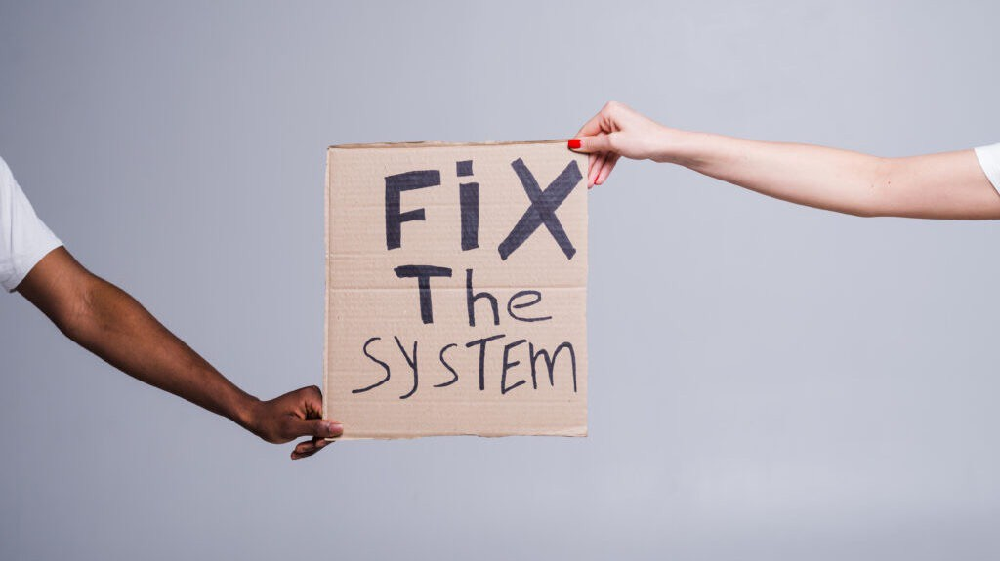 FiX
The
SYSTEM